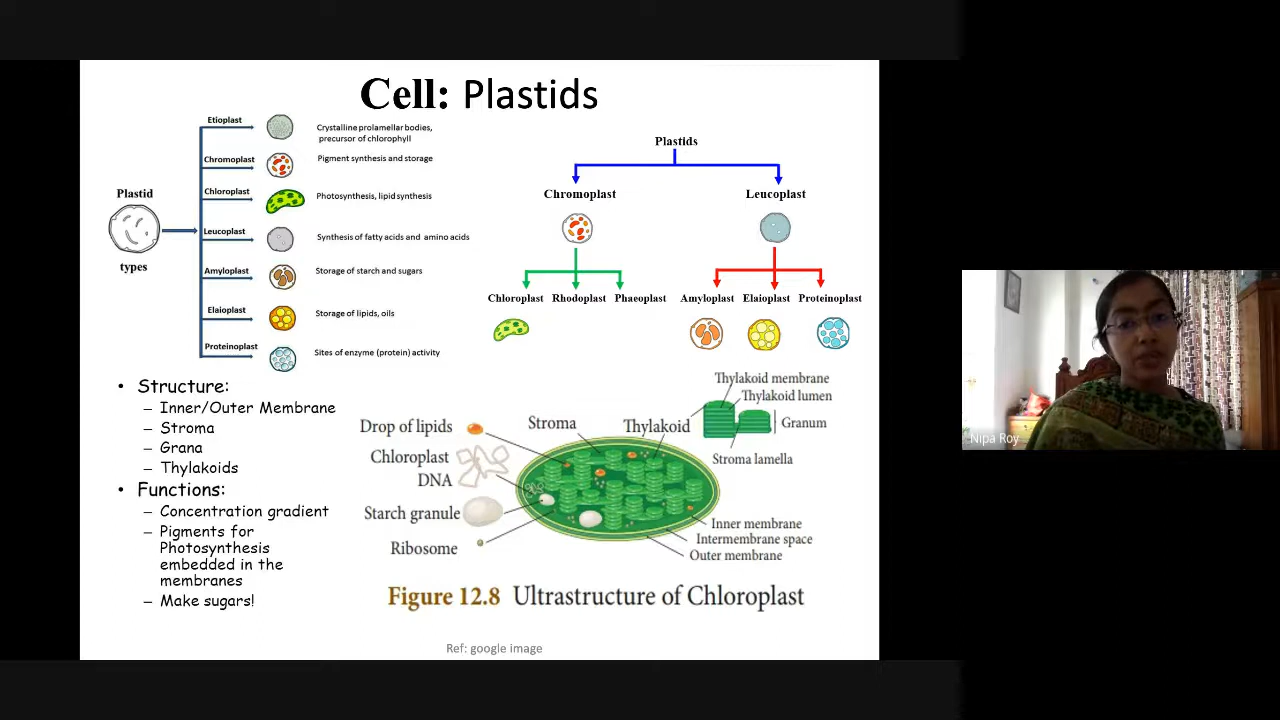 Cell: Plastids
Plastid
types
Etioplast
Crystalline prolamellar bodies,
precursor of chlorophyll
Chromoplast
Pigment synthesis and storage
Chloroplast
Photosynthesis, lipid synthesis
Leucoplast
Synthesis of fatty acids and amino acids
Amyloplast
Storage of starch and sugars
Elaioplast
Storage of lipids, oils
Proteinoplast
Sites of enzyme (protein) activity
Plastids
Chromoplast
Leucoplast
Chloroplast Rhodoplast Phaeoplast
Amyloplast Elaioplast Proteinoplast
• Structure:
– Inner/Outer Membrane
– Stroma
– Grana
– Thylakoids
• Functions:
– Concentration gradient
– Pigments for
Photosynthesis
embedded in the
membranes
– Make sugars!
Drop of lipids
Chloroplast
DNA
Starch granule
Ribosome
Stroma
Thylakoid
Thylakoid membrane
Thylakoid lumen
Granum
Stroma lamella
Inner membrane
Intermembrane space
Outer membrane
Figure 12.8 Ultrastructure of Chloroplast
Ref: google image
Nipa Roy